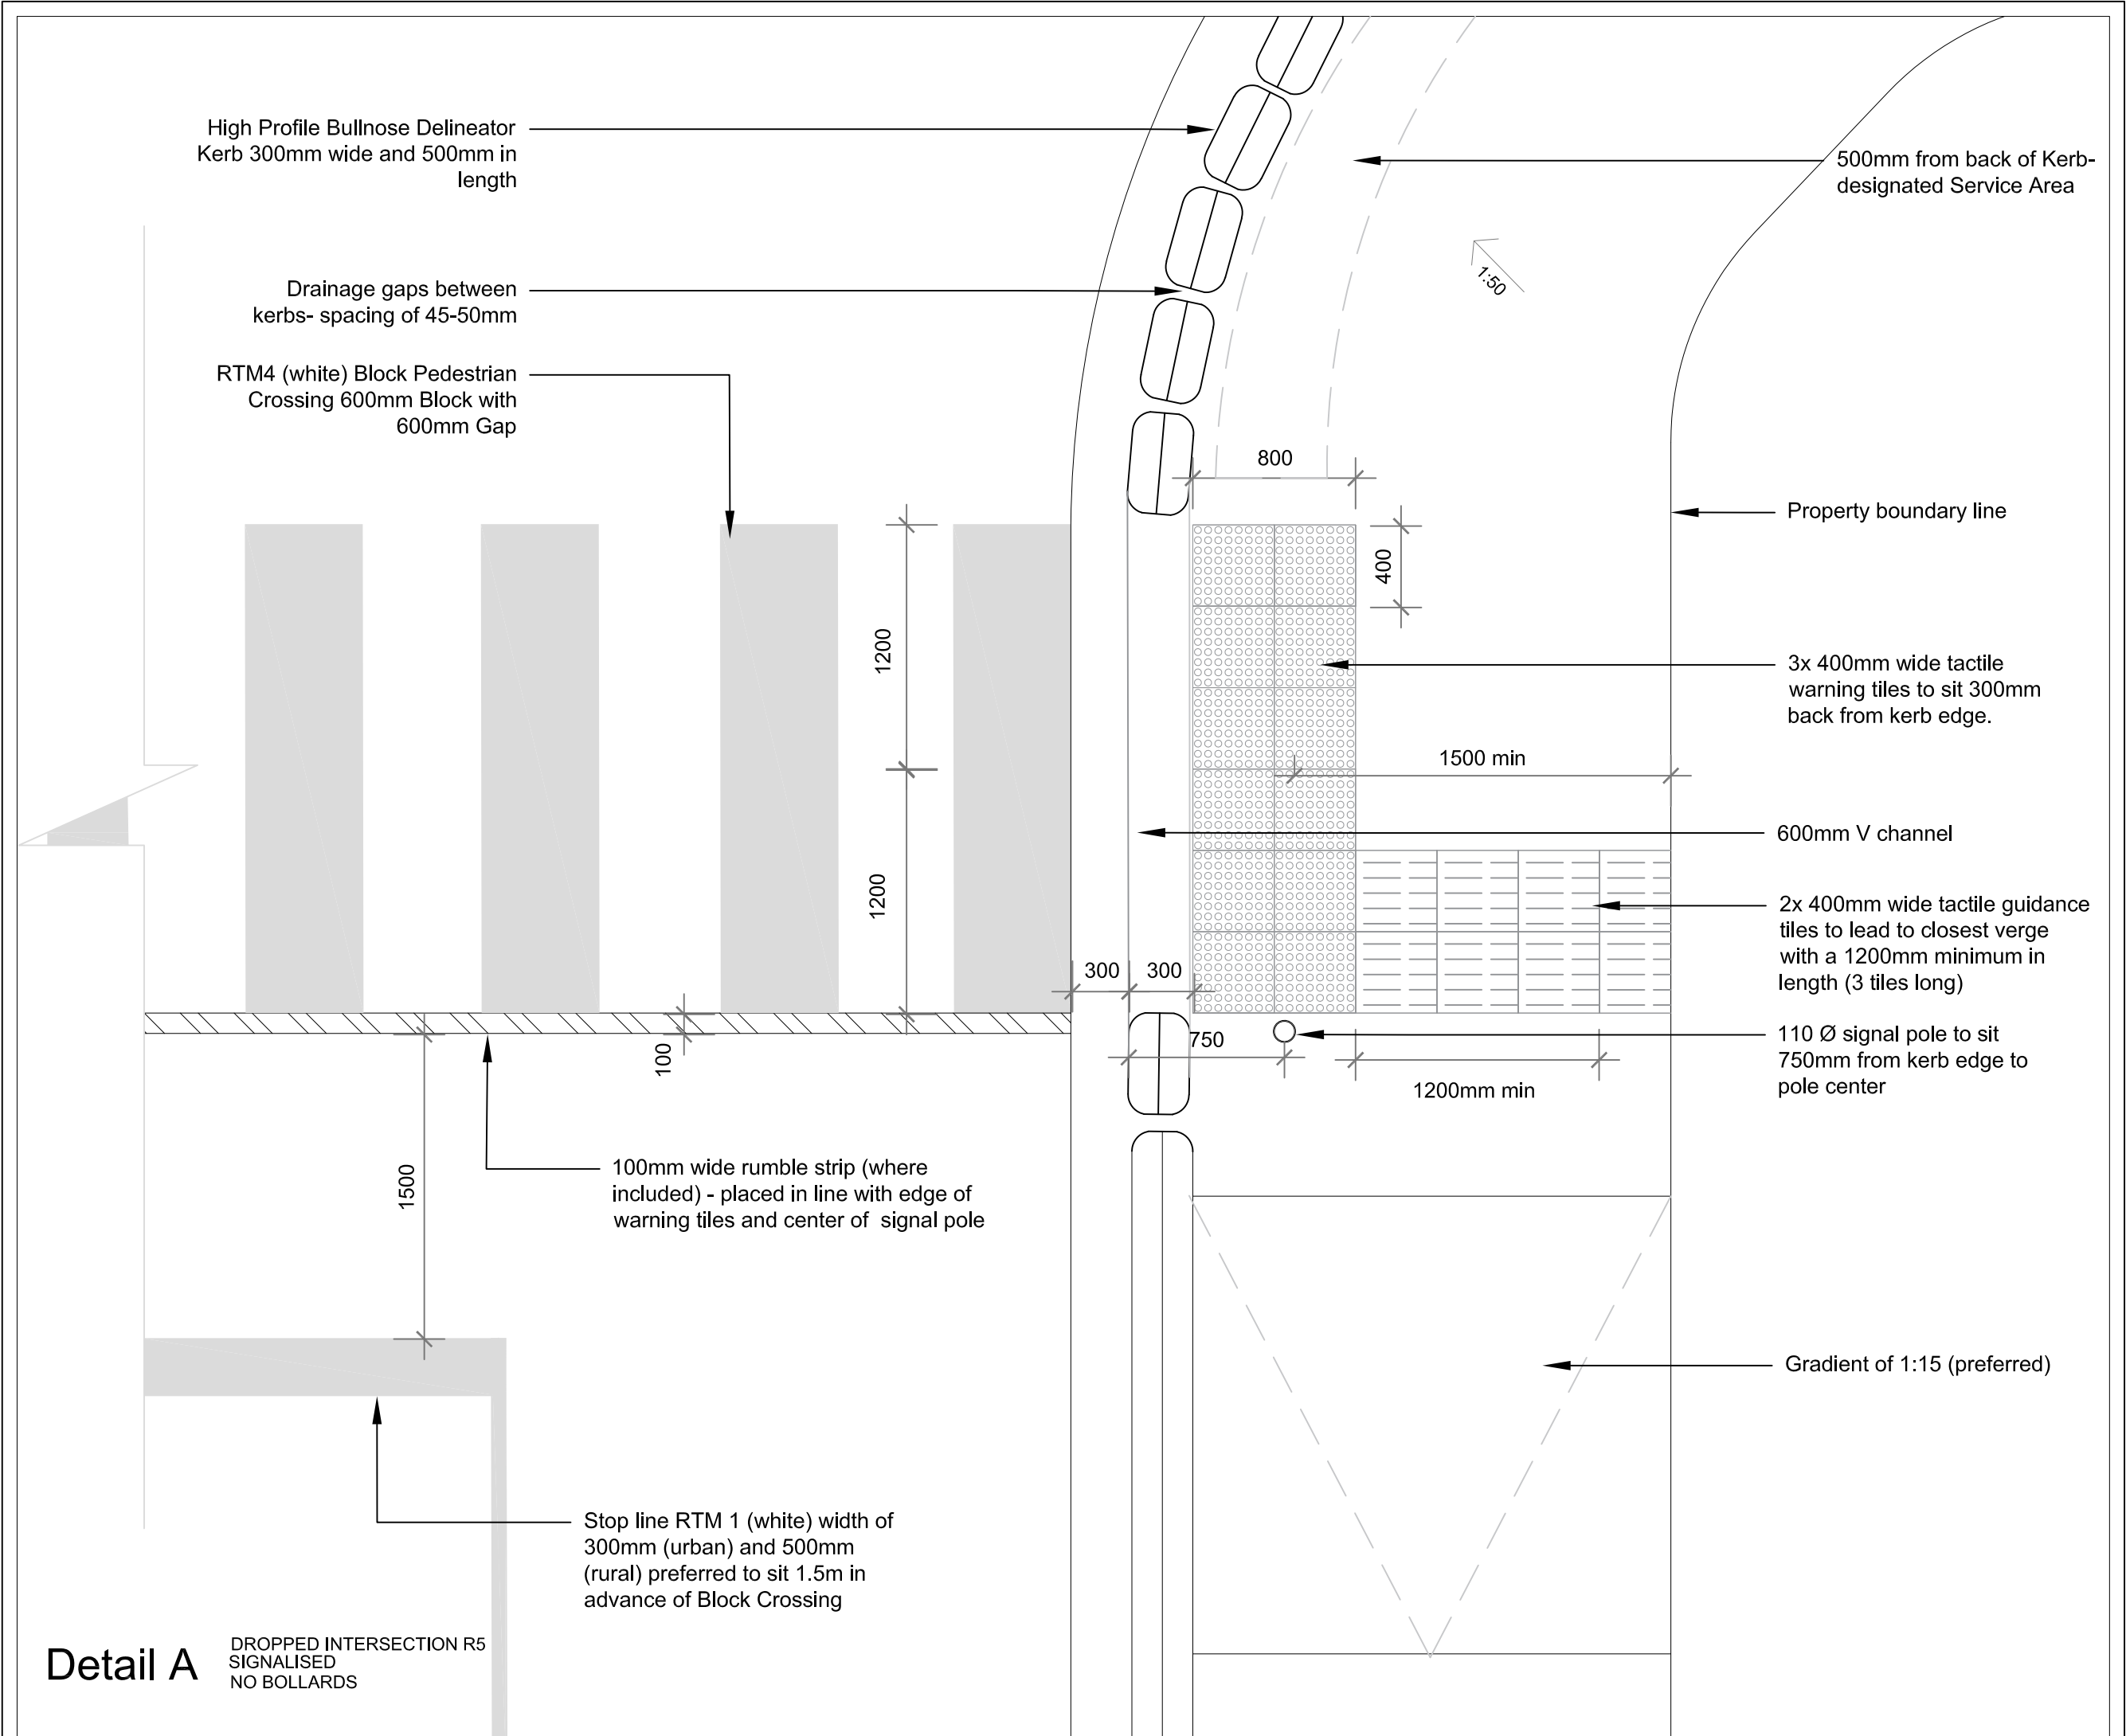 High Profile Bullnose Delineator
Kerb 300mm wide and 500mm in
length
500mm from back of Kerb-
designated Service Area
1:50
Drainage gaps between
kerbs- spacing of 45-50mm
RTM4 (white) Block Pedestrian
Crossing 600mm Block with
600mm Gap
800
Property boundary line
400
1200
3x 400mm wide tactile
warning tiles to sit 300mm
back from kerb edge.
1500 min
600mm V channel
1200
2x 400mm wide tactile guidance
tiles to lead to closest verge
with a 1200mm minimum in
length (3 tiles long)
300
300
110 Ø signal pole to sit
750mm from kerb edge to
pole center
750
100
1200mm min
1500
100mm wide rumble strip (where
included) - placed in line with edge of
warning tiles and center of signal pole
Gradient of 1:15 (preferred)
Stop line RTM 1 (white) width of
300mm (urban) and 500mm
(rural) preferred to sit 1.5m in
advance of Block Crossing
Detail A
DROPPED INTERSECTION R5
SIGNALISED
NO BOLLARDS